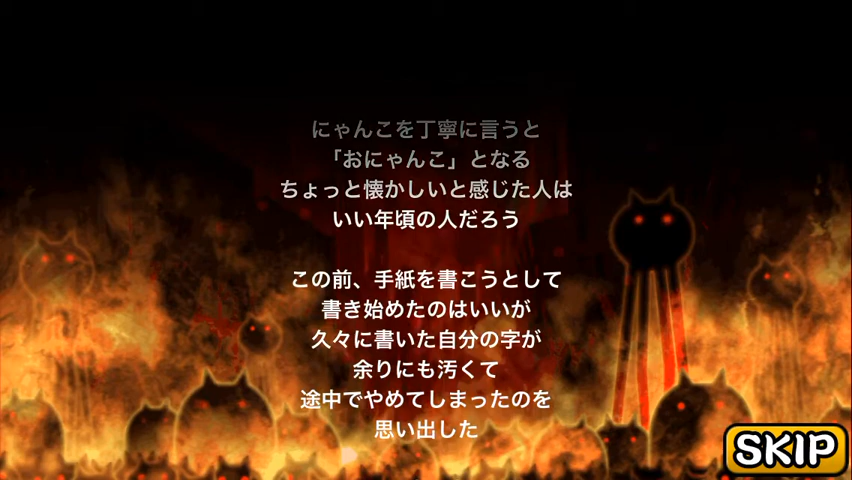 にゃんこを丁寧に言うと
「おにゃんこ」となる
ちょっと懐かしいと感じた人は
いい年頃の人だろう
この前、手紙を書こうとして
書き始めたのはいいが
久々に書いた自分の字が
余りにも汚くて
途中でやめてしまったのを
思い出した
SKIP